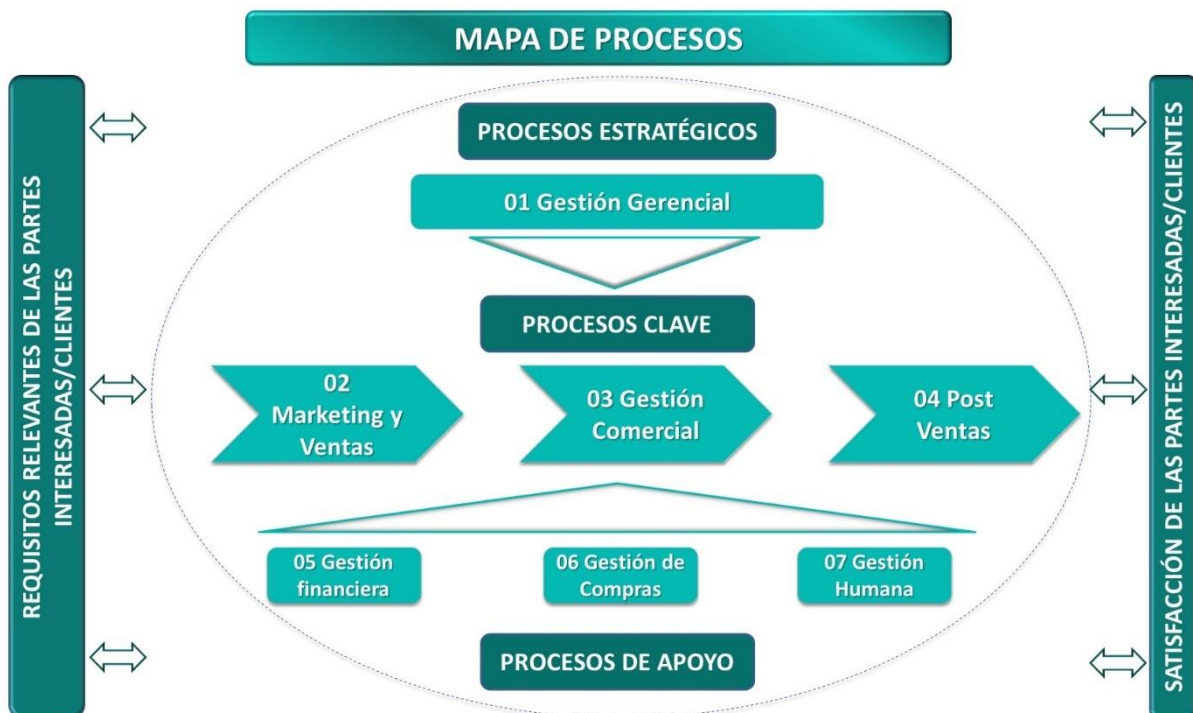 MAPA DE PROCESOS
REQUISITOS RELEVANTES DE LAS PARTES
INTERESADAS/CLIENTES
PROCESOS ESTRATÉGICOS
01 Gestión Gerencial
PROCESOS CLAVE
02
Marketing y
Ventas
03 Gestión
Comercial
04 Post
Ventas
05 Gestión
financiera
06 Gestión de
Compras
07 Gestión
Humana
PROCESOS DE APOYO
SATISFACCIÓN DE LAS PARTES INTERESADAS/CLIENTES